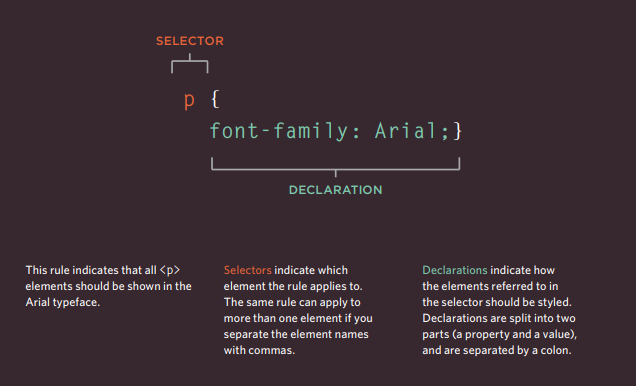 SELECTOR
p {
font-family: Arial;}
DECLARATION
This rule indicates that all <p>
elements should be shown in the
Arial typeface.
Selectors indicate which
element the rule applies to.
The same rule can apply to
more than one element if you
separate the element names
with commas.
Declarations indicate how
the elements referred to in
the selector should be styled.
Declarations are split into two
parts (a property and a value),
and are separated by a colon.